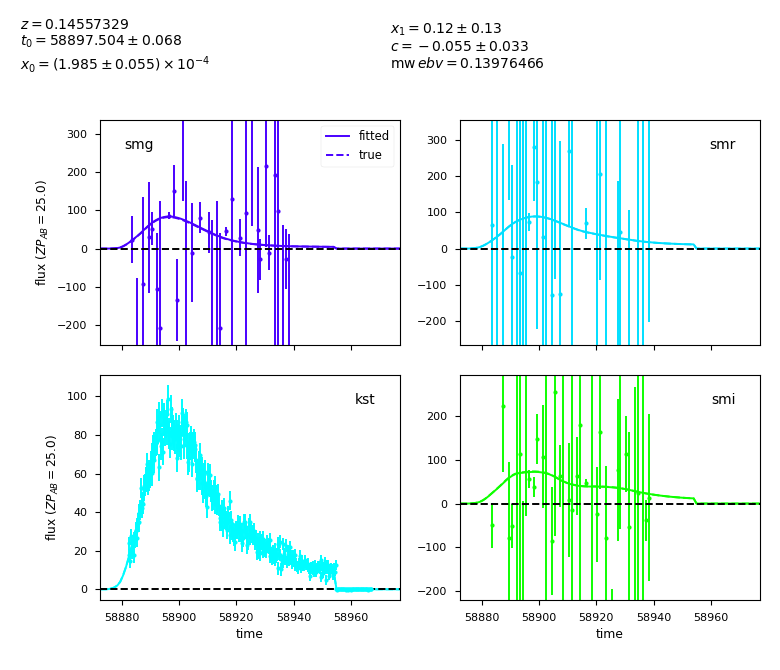 z = 0.14557329
t₀ = 58897.504 ± 0.068
x₀ = (1.985 ± 0.055) × 10⁻⁴
x₁ = 0.12 ± 0.13
c = −0.055 ± 0.033
mw ebv = 0.13976466
smg
fitted
true
300
200
100
0
−100
−200
flux (ZP_AB = 25.0)
smr
300
200
100
0
−100
−200
kst
100
80
60
40
20
0
flux (ZP_AB = 25.0)
58880 58900 58920 58940 58960
time
smi
200
100
0
−100
−200
58880 58900 58920 58940 58960
time